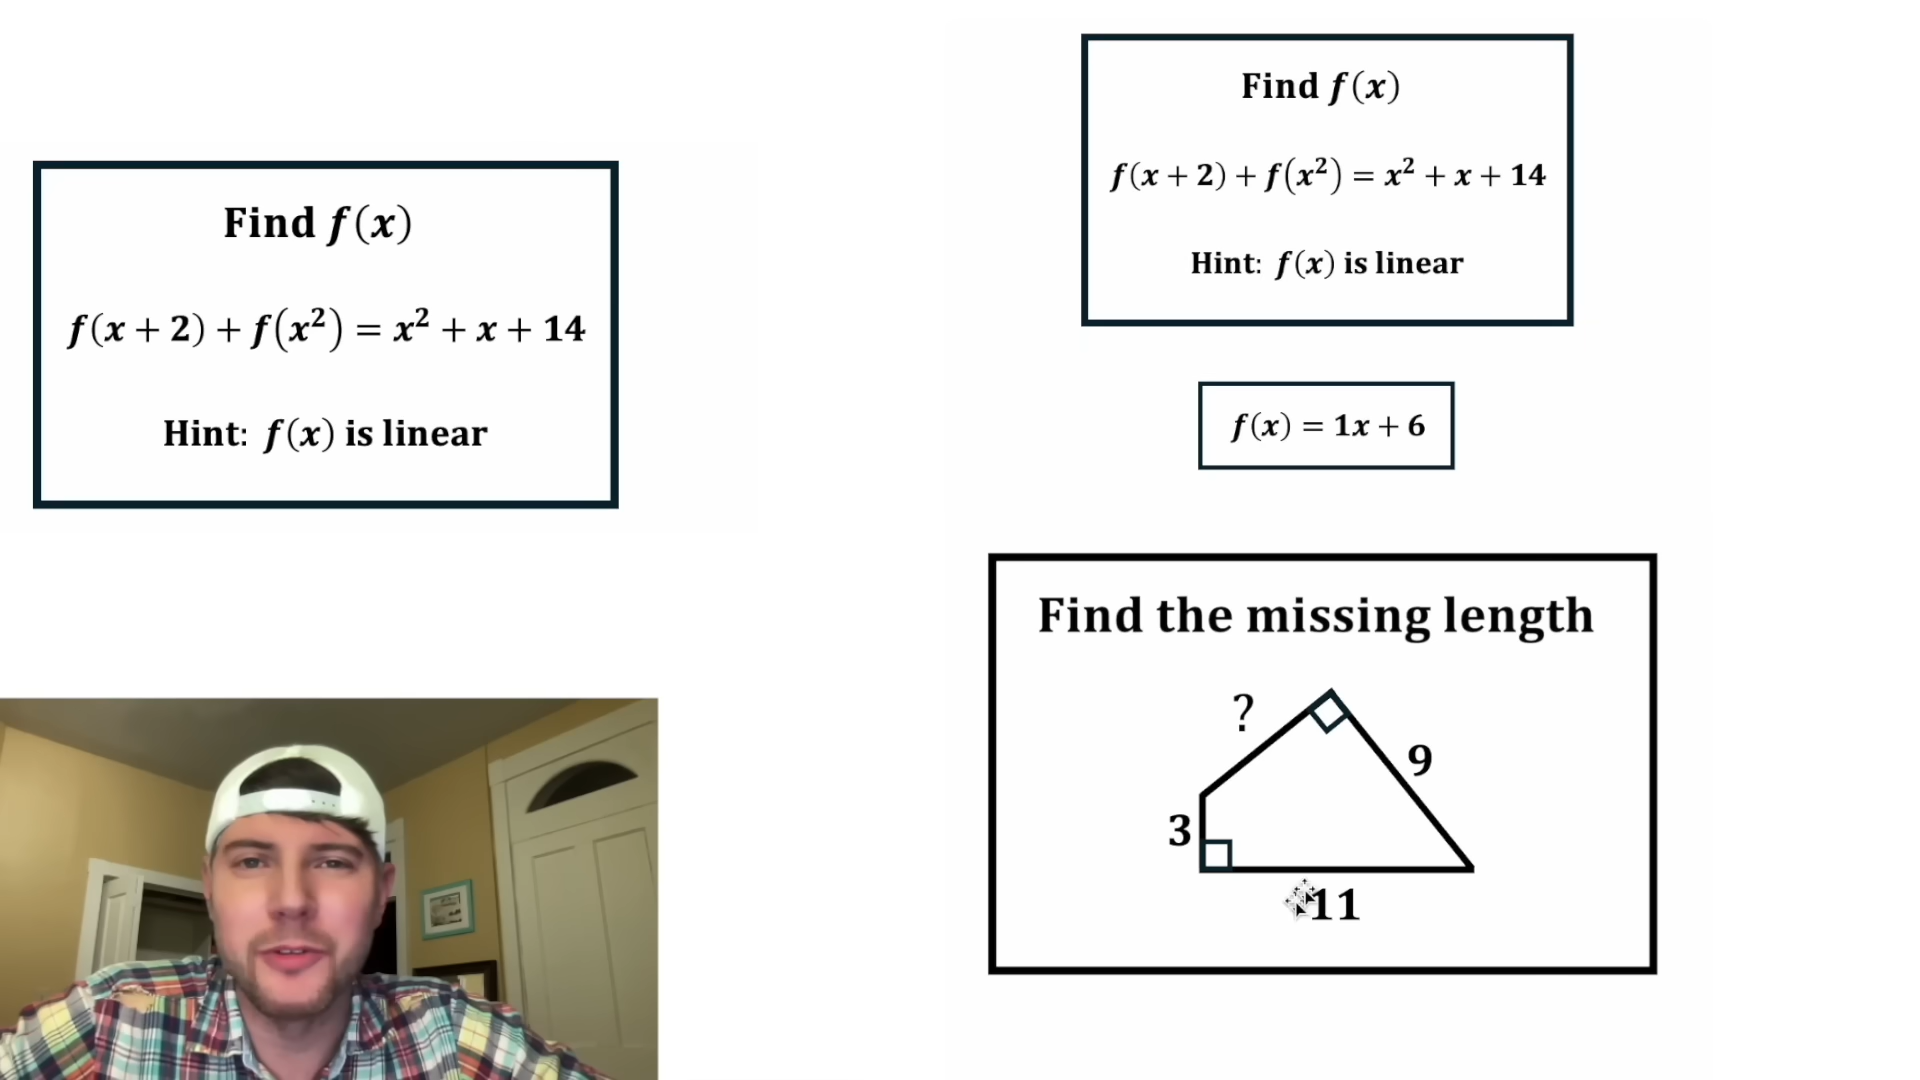 Find f(x)
f(x + 2) + f(x²) = x² + x + 14
Hint: f(x) is linear
Find f(x)
f(x + 2) + f(x²) = x² + x + 14
Hint: f(x) is linear
f(x) = 1x + 6
Find the missing length
?
9
3
11